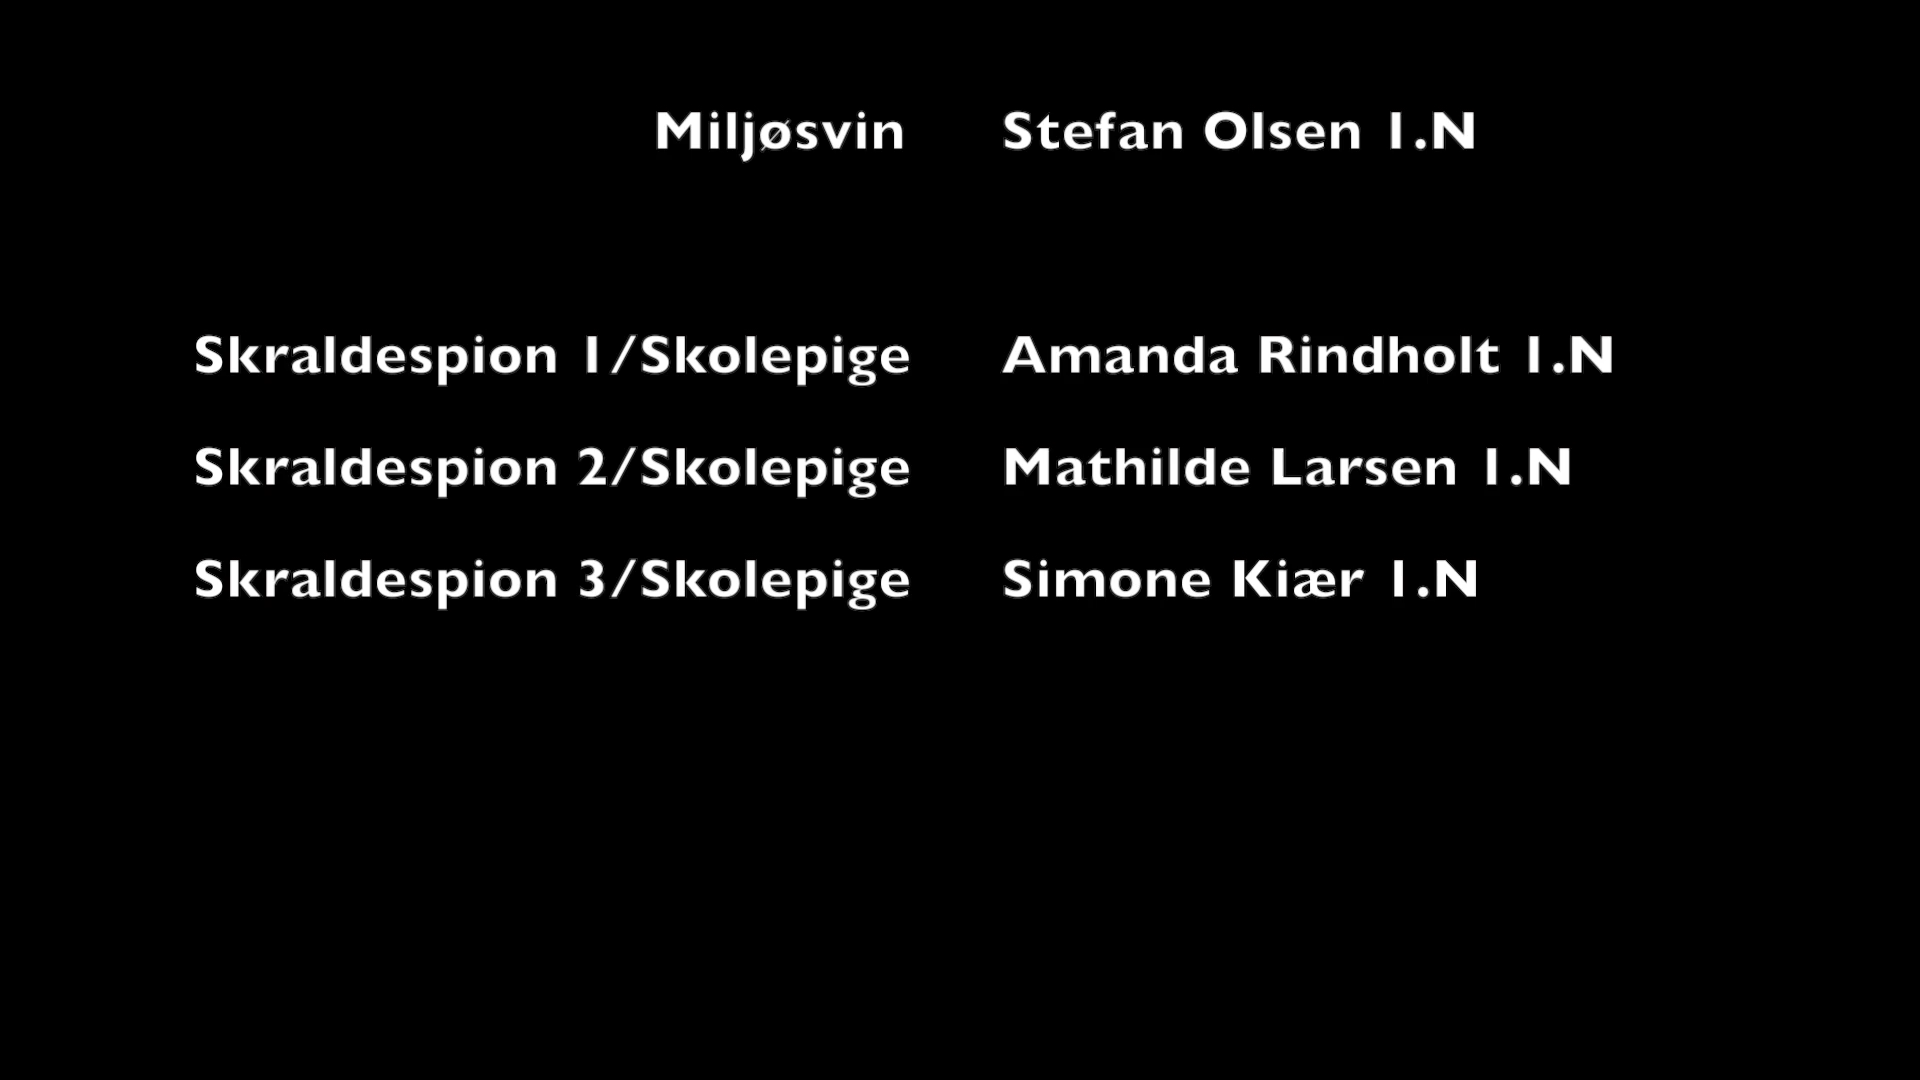 Miljøsvin Stefan Olsen 1.N
Skraldespion 1/Skolepige Amanda Rindholt 1.N
Skraldespion 2/Skolepige Mathilde Larsen 1.N
Skraldespion 3/Skolepige Simone Kiær 1.N